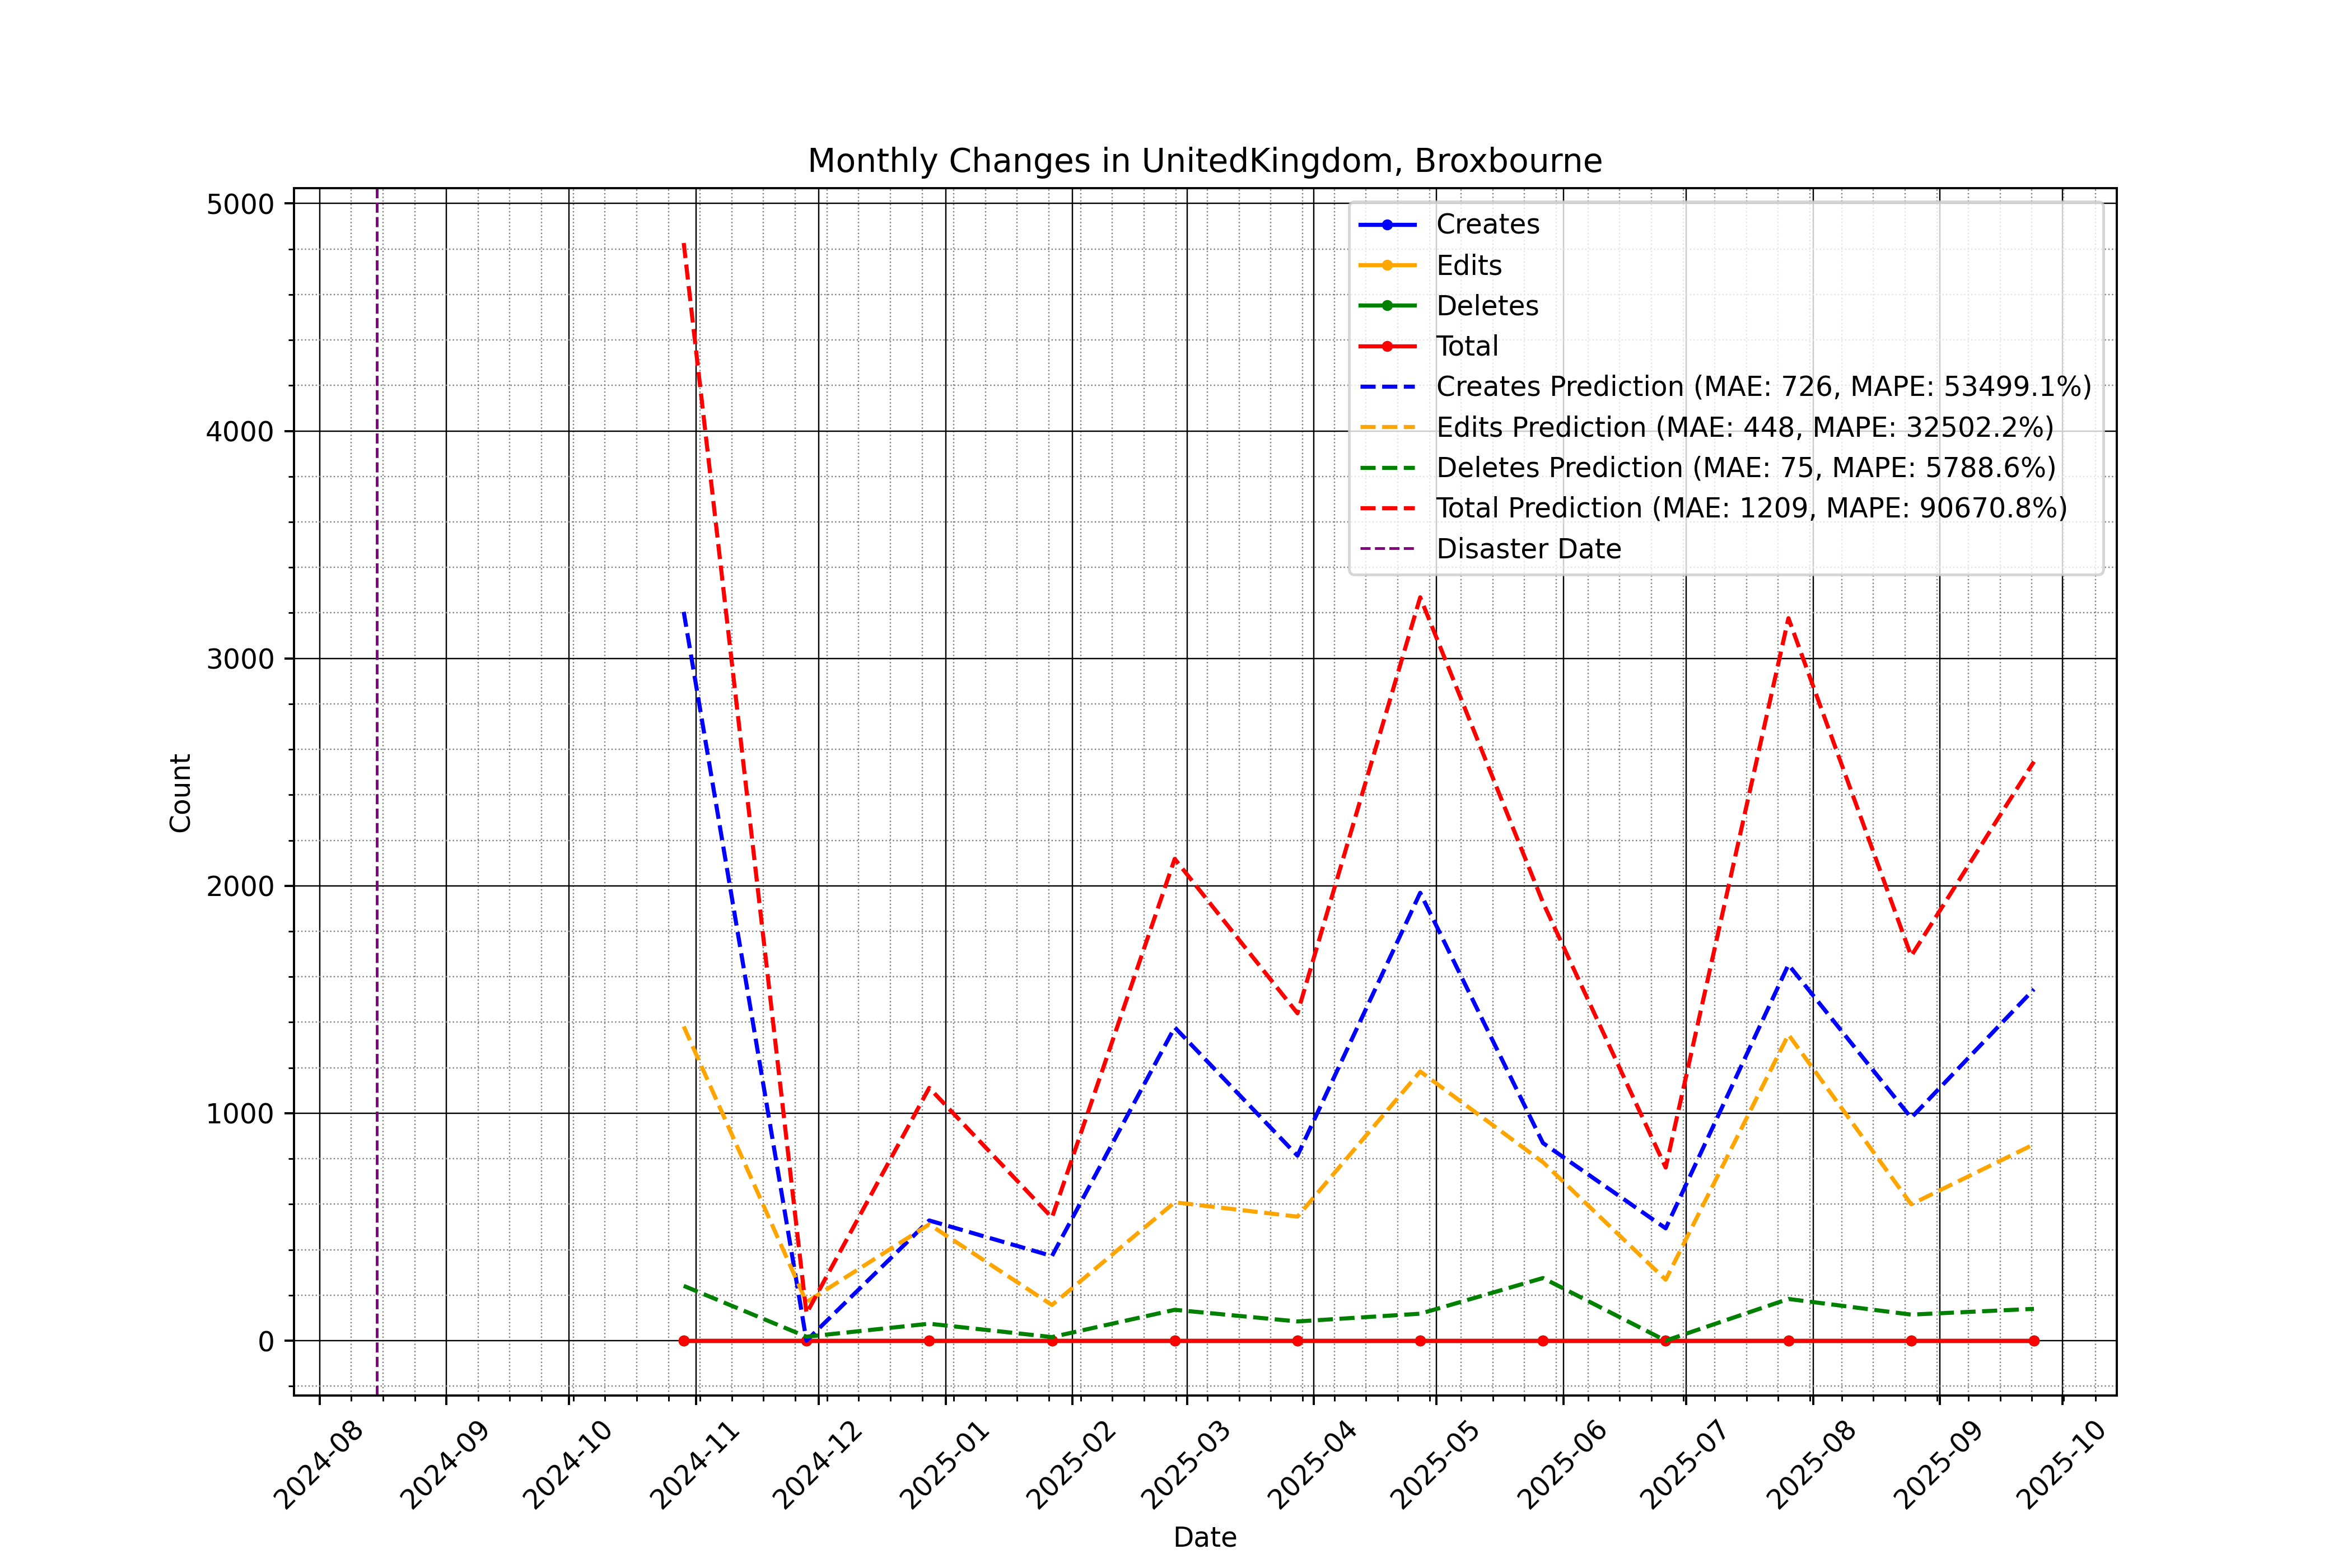 Monthly Changes in UnitedKingdom, Broxbourne
5000
4000
3000
2000
1000
0
Count
Creates
Edits
Deletes
Total
Creates Prediction (MAE: 726, MAPE: 53499.1%)
Edits Prediction (MAE: 448, MAPE: 32502.2%)
Deletes Prediction (MAE: 75, MAPE: 5788.6%)
Total Prediction (MAE: 1209, MAPE: 90670.8%)
Disaster Date
2024-08
2024-09
2024-10
2024-11
2024-12
2025-01
2025-02
2025-03
2025-04
2025-05
2025-06
2025-07
2025-08
2025-09
2025-10
Date